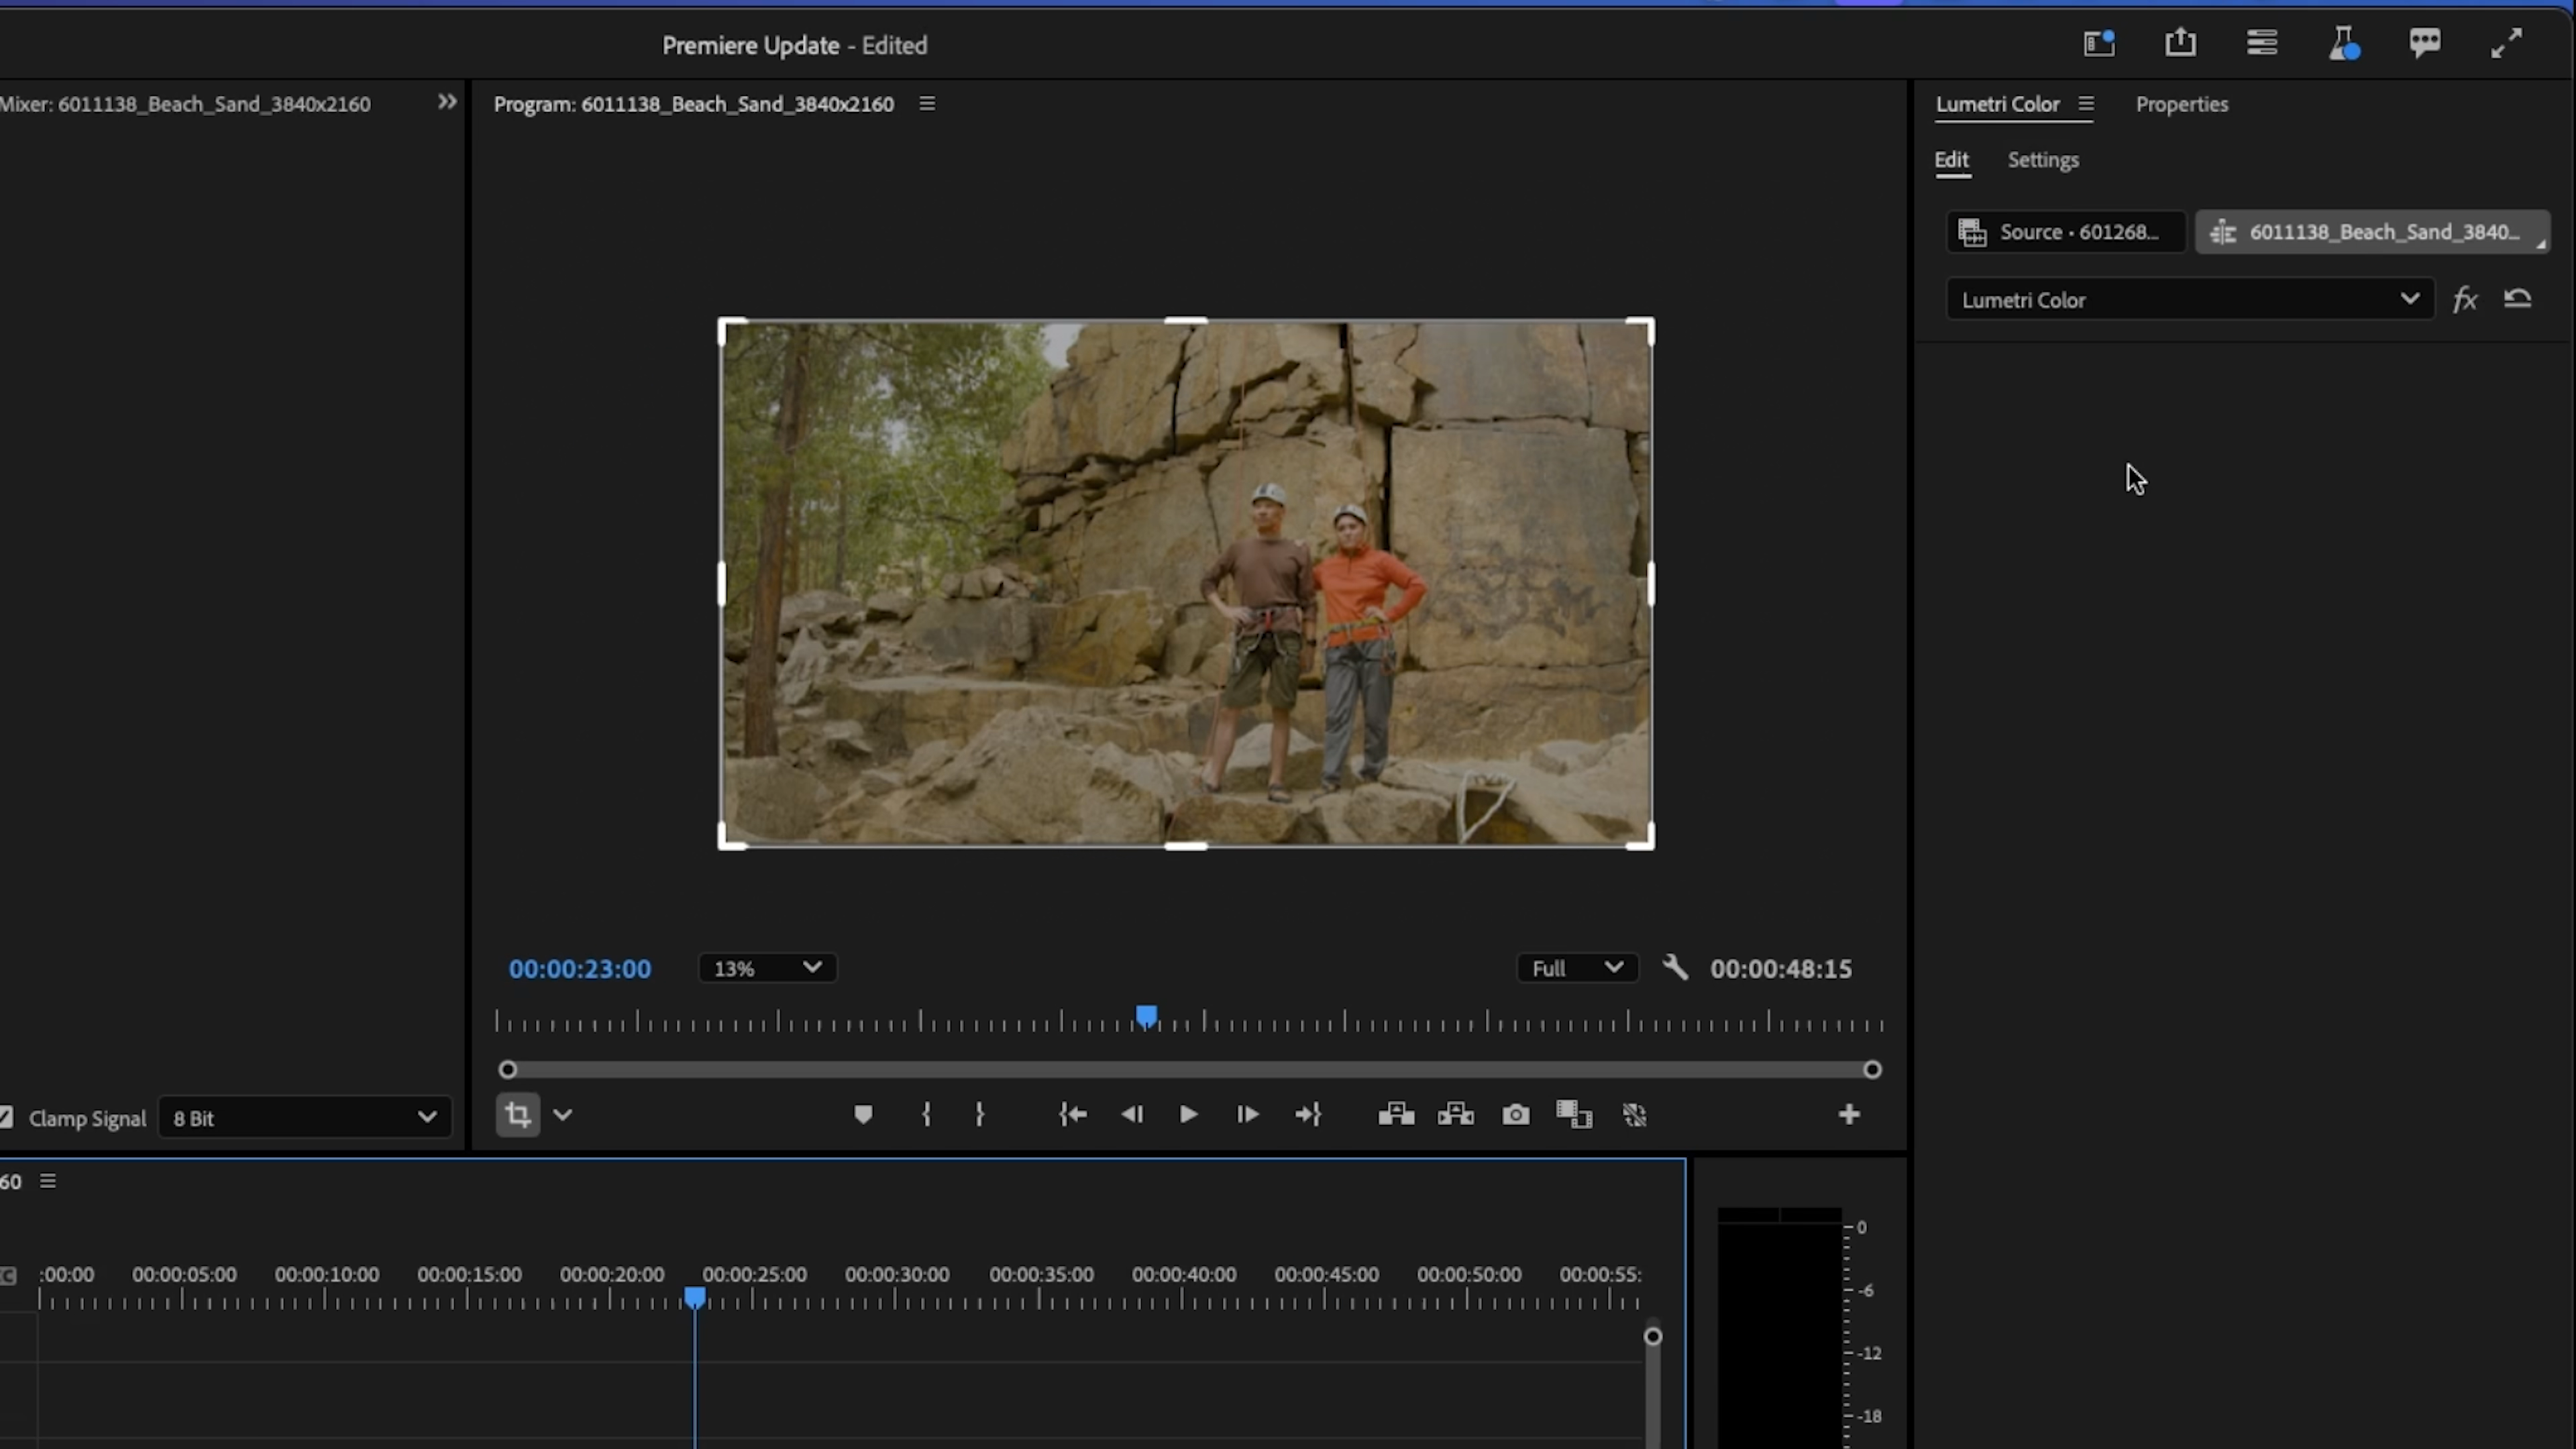 Premiere Update - Edited
Mixer: 6011138_Beach_Sand_3840x2160
Program: 6011138_Beach_Sand_3840x2160
Lumetri Color
Properties
Edit
Settings
Source • 601268...
6011138_Beach_Sand_3840...
Lumetri Color
fx
00:00:23:00
13%
Full
00:00:48:15
Clamp Signal
8 Bit
60
:00:00
00:00:05:00
00:00:10:00
00:00:15:00
00:00:20:00
00:00:25:00
00:00:30:00
00:00:35:00
00:00:40:00
00:00:45:00
00:00:50:00
00:00:55:
0
-6
-12
-18